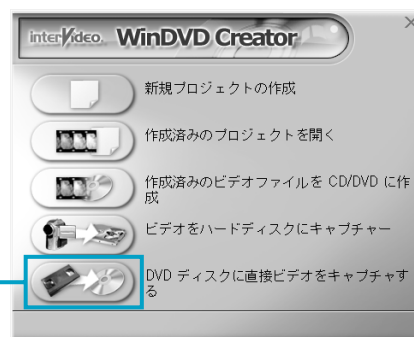 InterVideo. WinDVD Creator
新規プロジェクトの作成
作成済みのプロジェクトを開く
作成済みのビデオファイルを CD/DVD に作
成
ビデオをハードディスクにキャプチャー
DVD ディスクに直接ビデオをキャプチャす
る